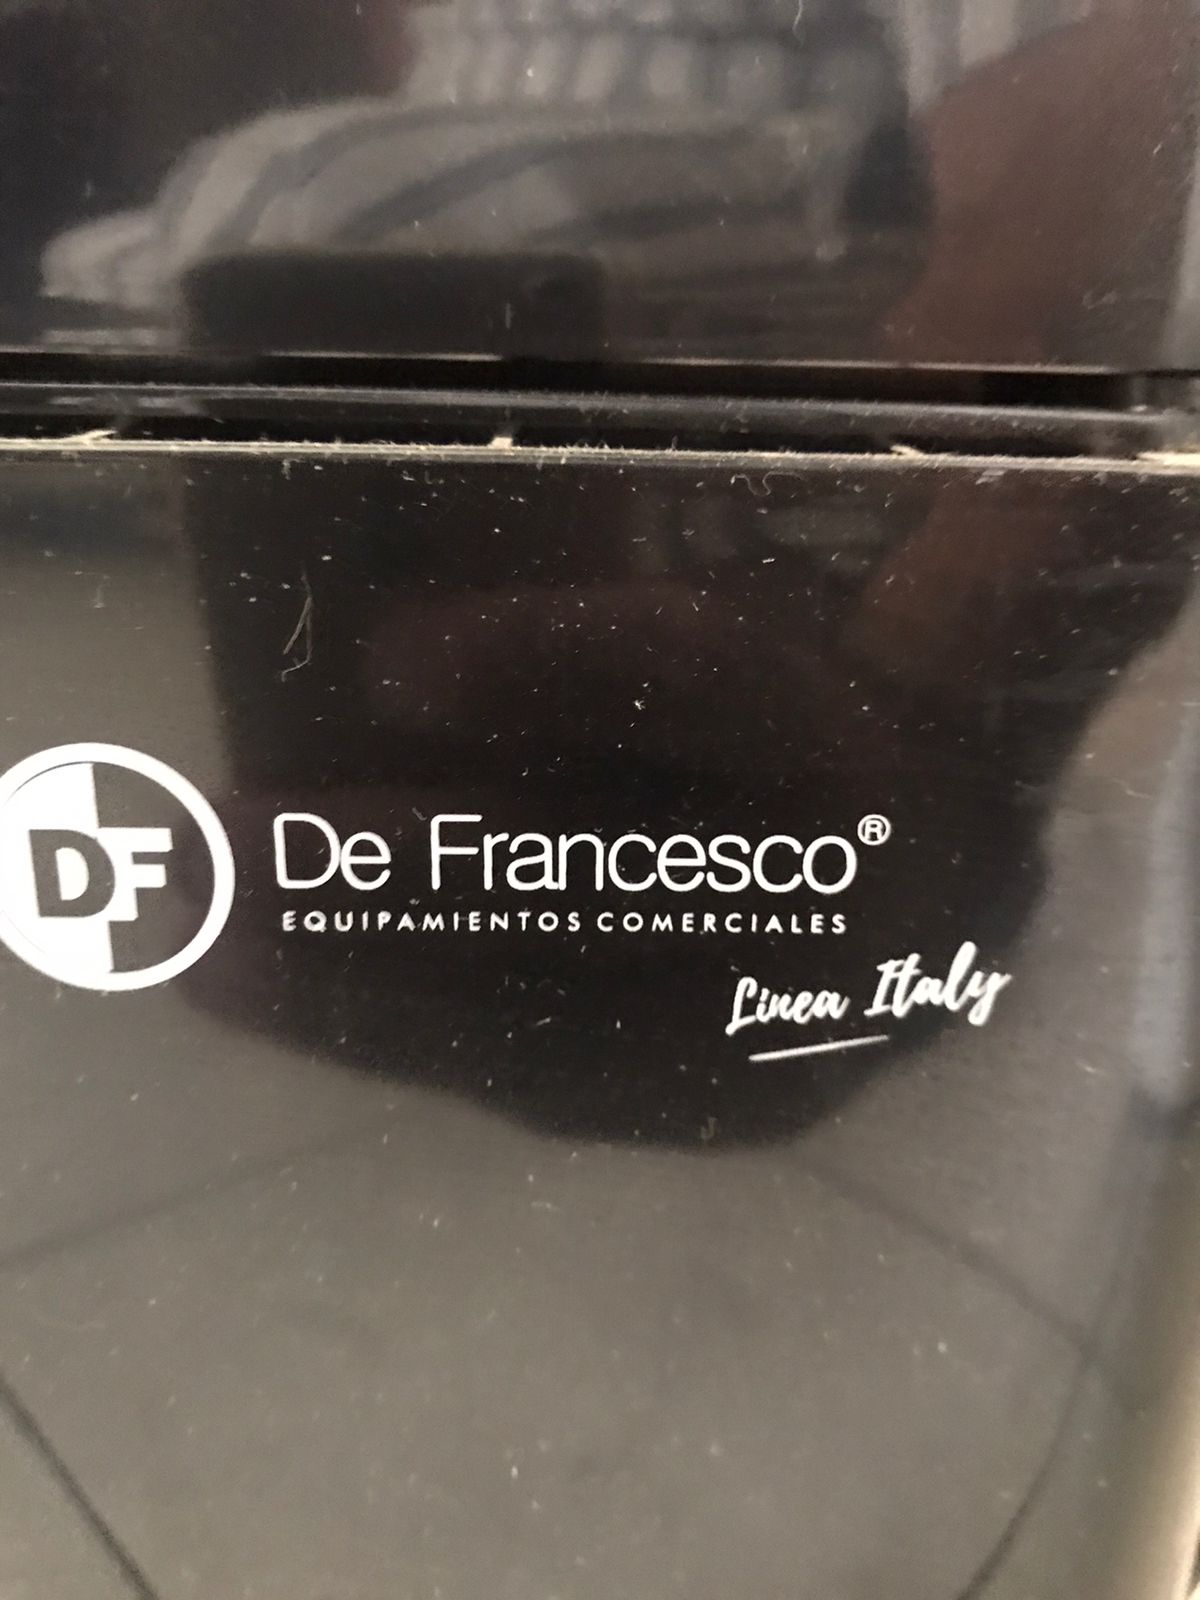 DF
De Francesco®
EQUIPAMIENTOS COMERCIALES
Linea Italy